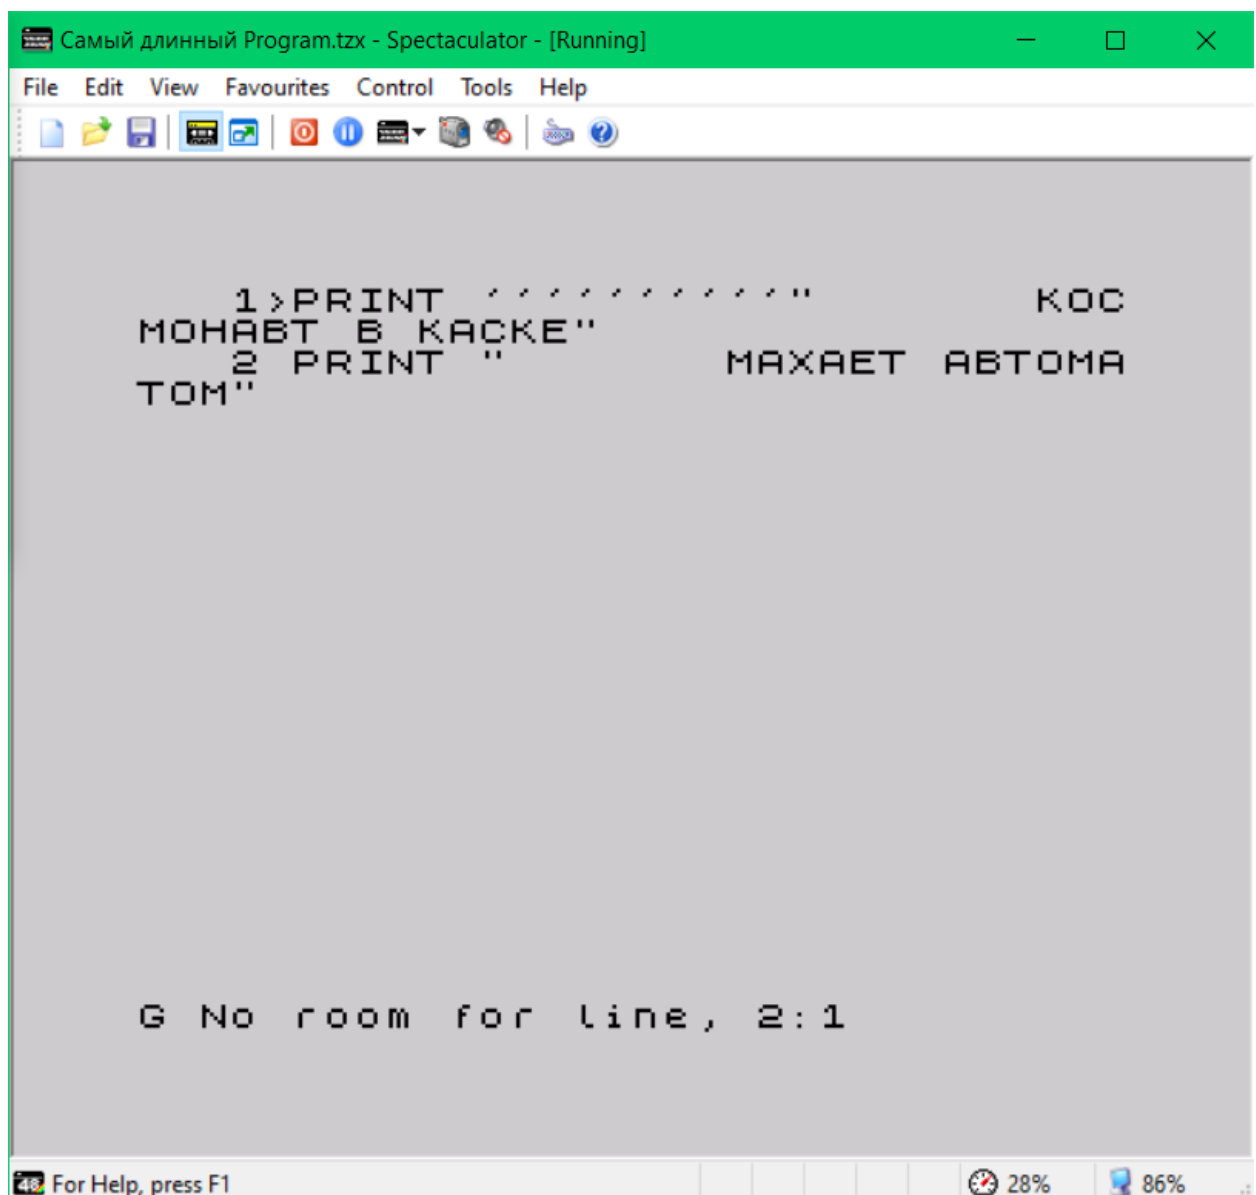 Самый длинный Program.tzx - Spectaculator - [Running]
File Edit View Favourites Control Tools Help
1>PRINT ''''''''''" КОС
МОНАВТ В КАСКЕ"
2 PRINT " МАХАЕТ АВТОМА
ТОМ"
G No room for line, 2:1
48 For Help, press F1 28% 86%